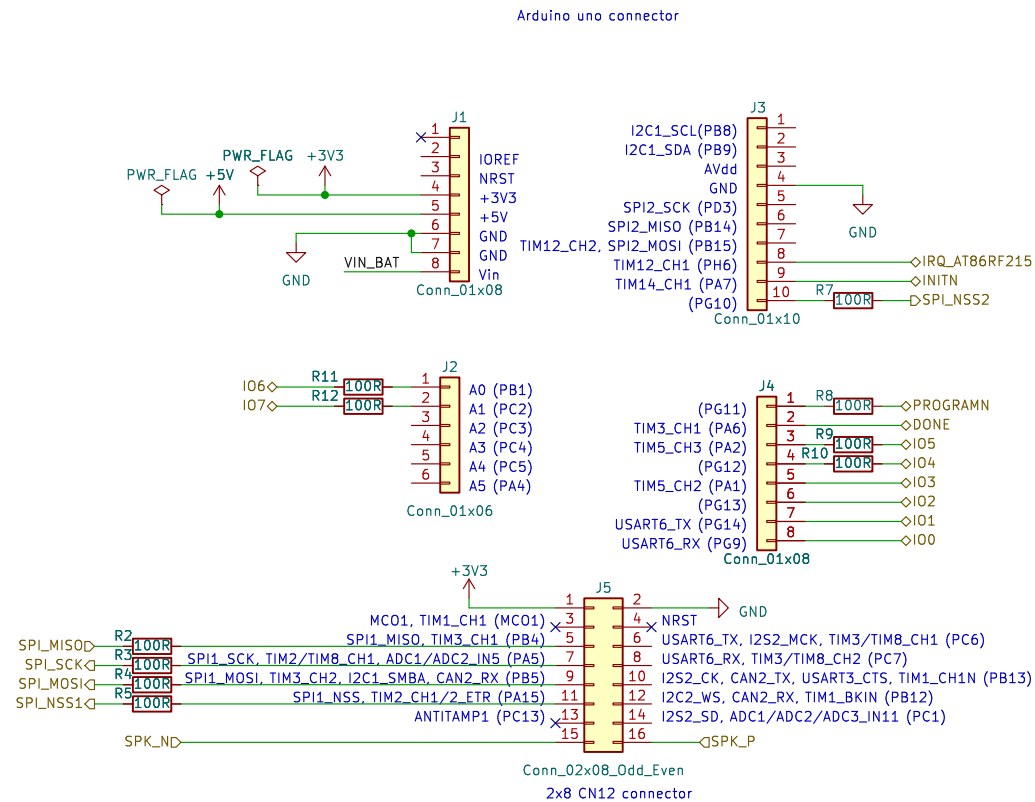 Arduino uno connector
J1
1
2
3
4
5
6
7
8
IOREF
NRST
+3V3
+5V
GND
GND
Vin
Conn_01x08
PWR_FLAG
+3V3
PWR_FLAG
+5V
GND
VIN_BAT
J3
I2C1_SCL(PB8)
I2C1_SDA (PB9)
AVdd
GND
SPI2_SCK (PD3)
SPI2_MISO (PB14)
TIM12_CH2, SPI2_MOSI (PB15)
TIM12_CH1 (PH6)
TIM14_CH1 (PA7)
(PG10)
1
2
3
4
5
6
7
8
9
10
Conn_01x10
GND
IRQ_AT86RF215
INITN
R7
100R
SPI_NSS2
J2
IO6
R11
100R
IO7
R12
100R
1
2
3
4
5
6
A0 (PB1)
A1 (PC2)
A2 (PC3)
A3 (PC4)
A4 (PC5)
A5 (PA4)
Conn_01x06
J4
(PG11)
TIM3_CH1 (PA6)
TIM5_CH3 (PA2)
(PG12)
TIM5_CH2 (PA1)
(PG13)
USART6_TX (PG14)
USART6_RX (PG9)
1
2
3
4
5
6
7
8
R8
100R
R9
100R
R10
100R
PROGRAMN
DONE
IO5
IO4
IO3
IO2
IO1
IO0
Conn_01x08
+3V3
J5
GND
MCO1, TIM1_CH1 (MCO1)
SPI1_MISO, TIM3_CH1 (PB4)
SPI1_SCK, TIM2/TIM8_CH1, ADC1/ADC2_IN5 (PA5)
SPI1_MOSI, TIM3_CH2, I2C1_SMBA, CAN2_RX (PB5)
SPI1_NSS, TIM2_CH1/2_ETR (PA15)
ANTITAMP1 (PC13)
SPI_MISO
R2
100R
SPI_SCK
R3
100R
SPI_MOSI
R4
100R
SPI_NSS1
R5
100R
SPK_N
1
3
5
7
9
11
13
15
2
4
6
8
10
12
14
16
NRST
USART6_TX, I2S2_MCK, TIM3/TIM8_CH1 (PC6)
USART6_RX, TIM3/TIM8_CH2 (PC7)
I2S2_CK, CAN2_TX, USART3_CTS, TIM1_CH1N (PB13)
I2C2_WS, CAN2_RX, TIM1_BKIN (PB12)
I2S2_SD, ADC1/ADC2/ADC3_IN11 (PC1)
SPK_P
Conn_02x08_Odd_Even
2x8 CN12 connector